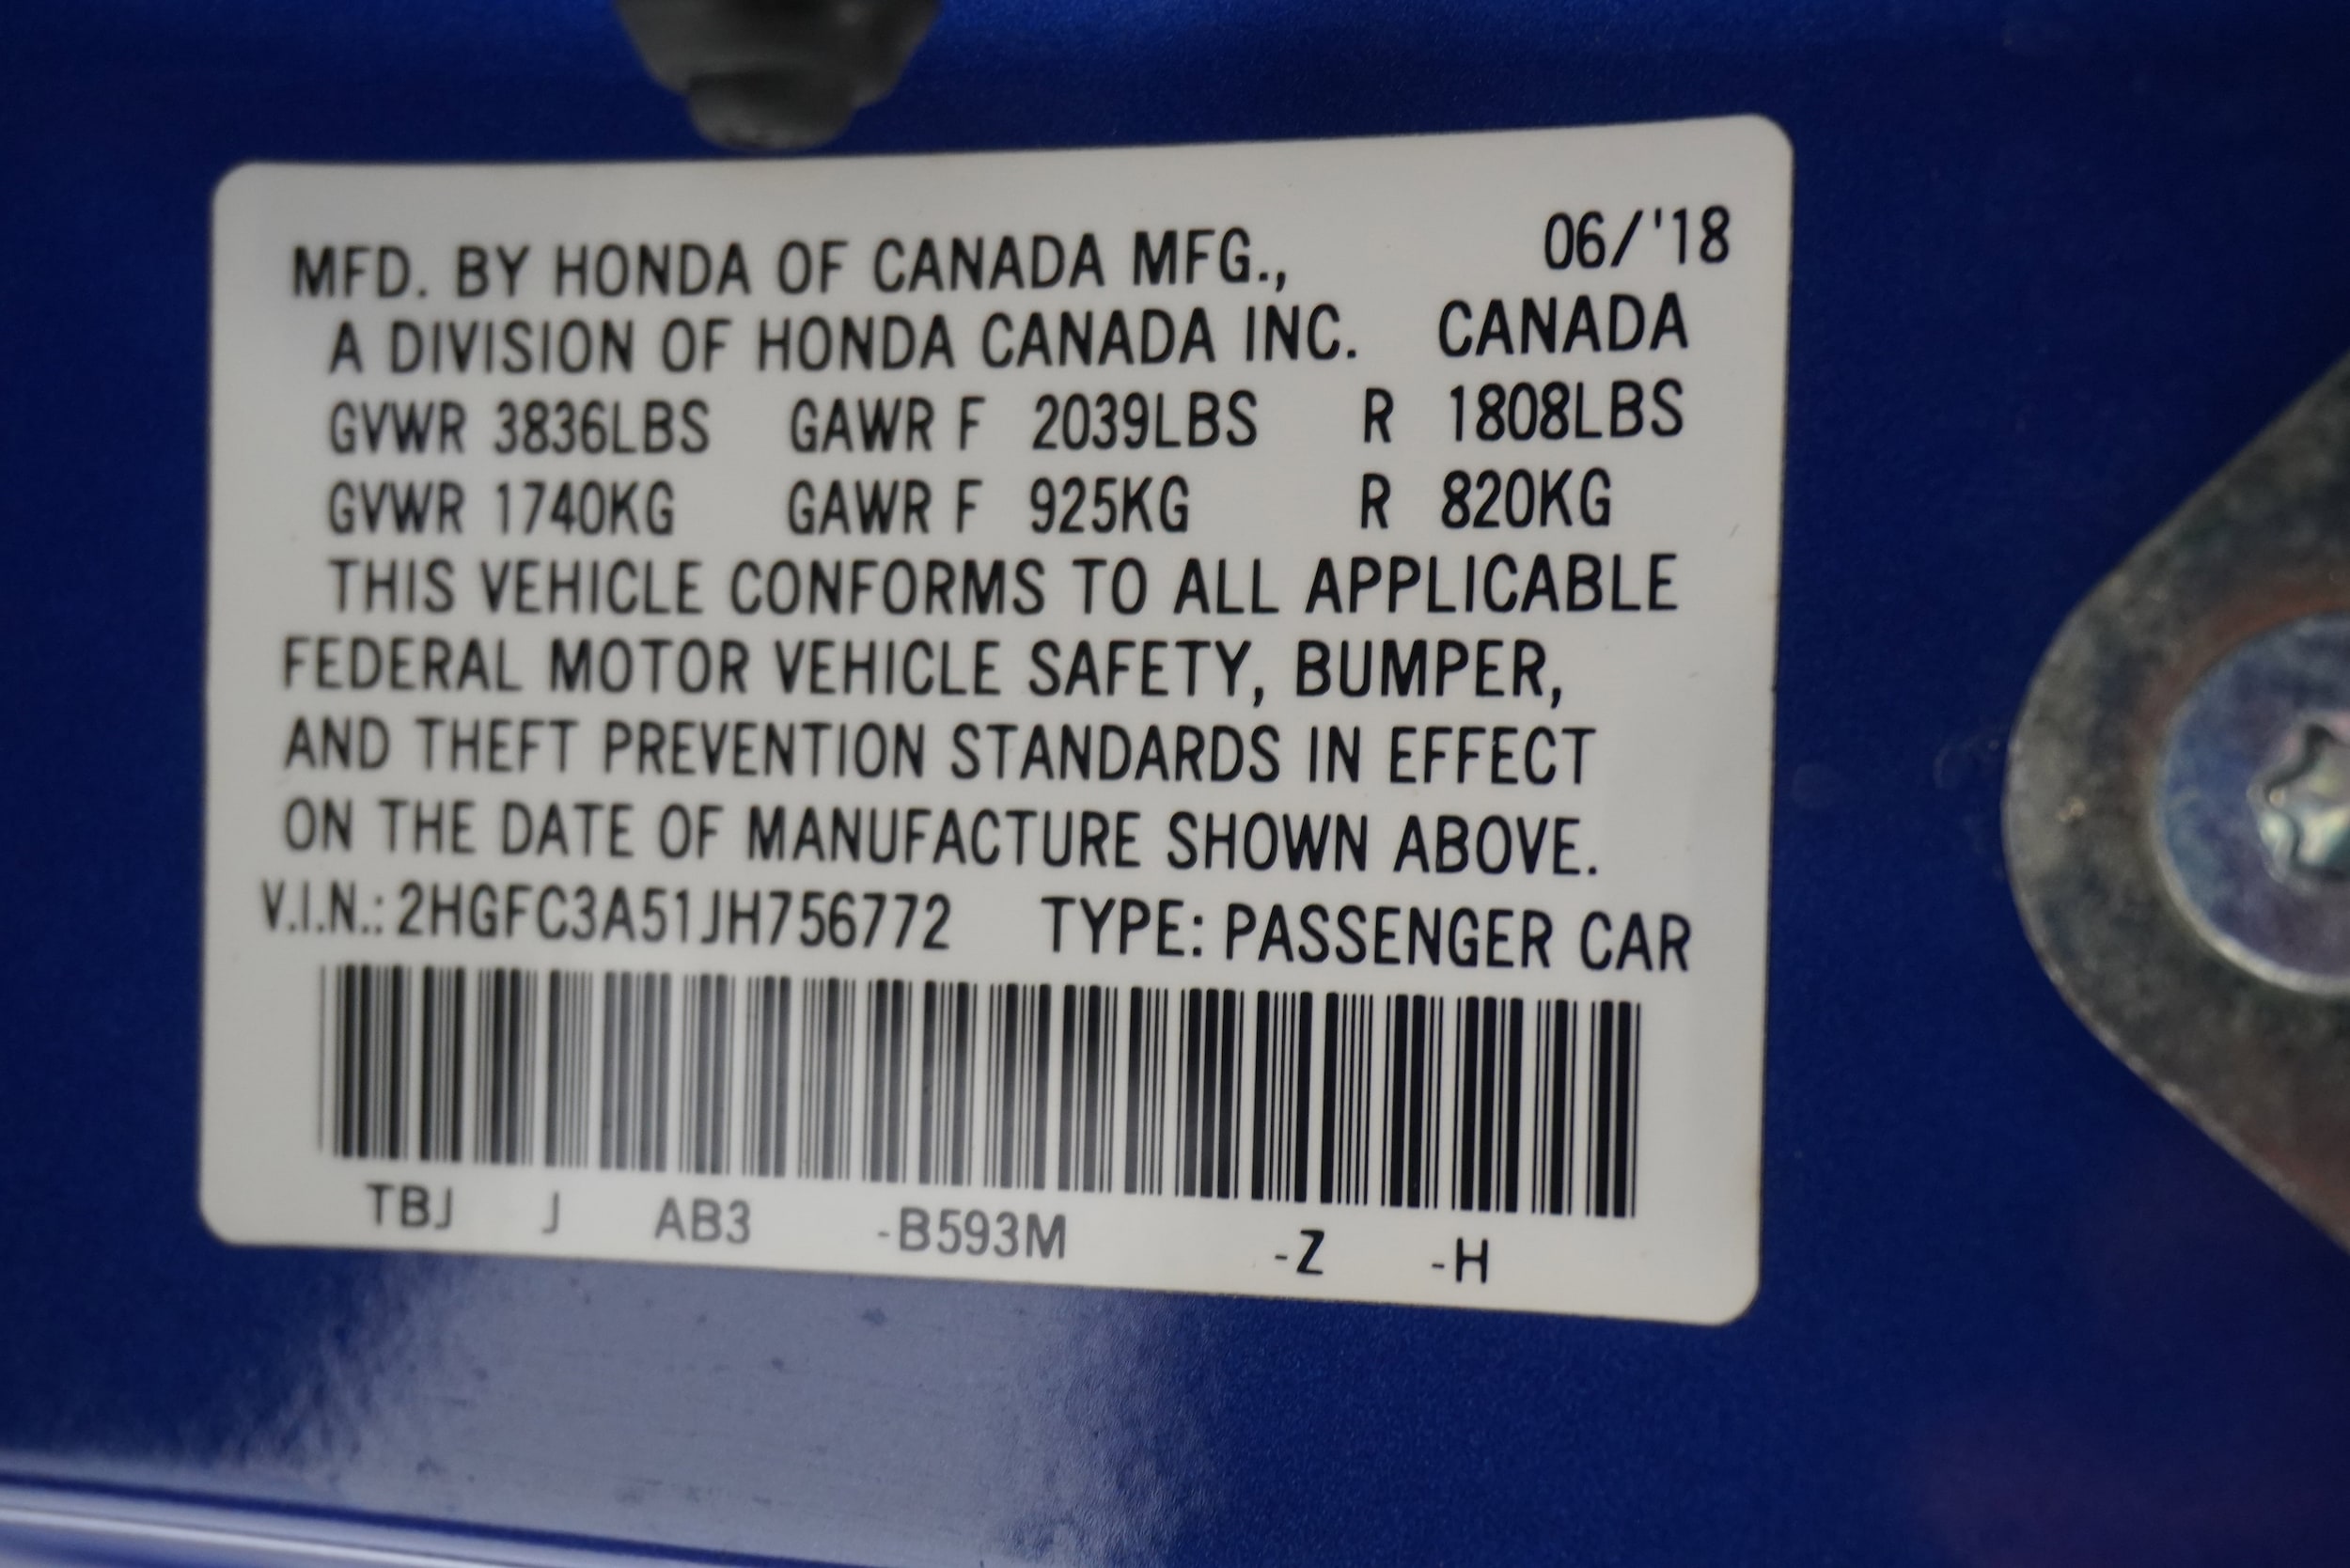 06/'18
MFD. BY HONDA OF CANADA MFG.,
A DIVISION OF HONDA CANADA INC. CANADA
GVWR 3836LBS GAWR F 2039LBS R 1808LBS
GVWR 1740KG GAWR F 925KG R 820KG
THIS VEHICLE CONFORMS TO ALL APPLICABLE
FEDERAL MOTOR VEHICLE SAFETY, BUMPER,
AND THEFT PREVENTION STANDARDS IN EFFECT
ON THE DATE OF MANUFACTURE SHOWN ABOVE.
V.I.N.: 2HGFC3A51JH756772 TYPE: PASSENGER CAR
TBJ J AB3 -B593M -Z -H